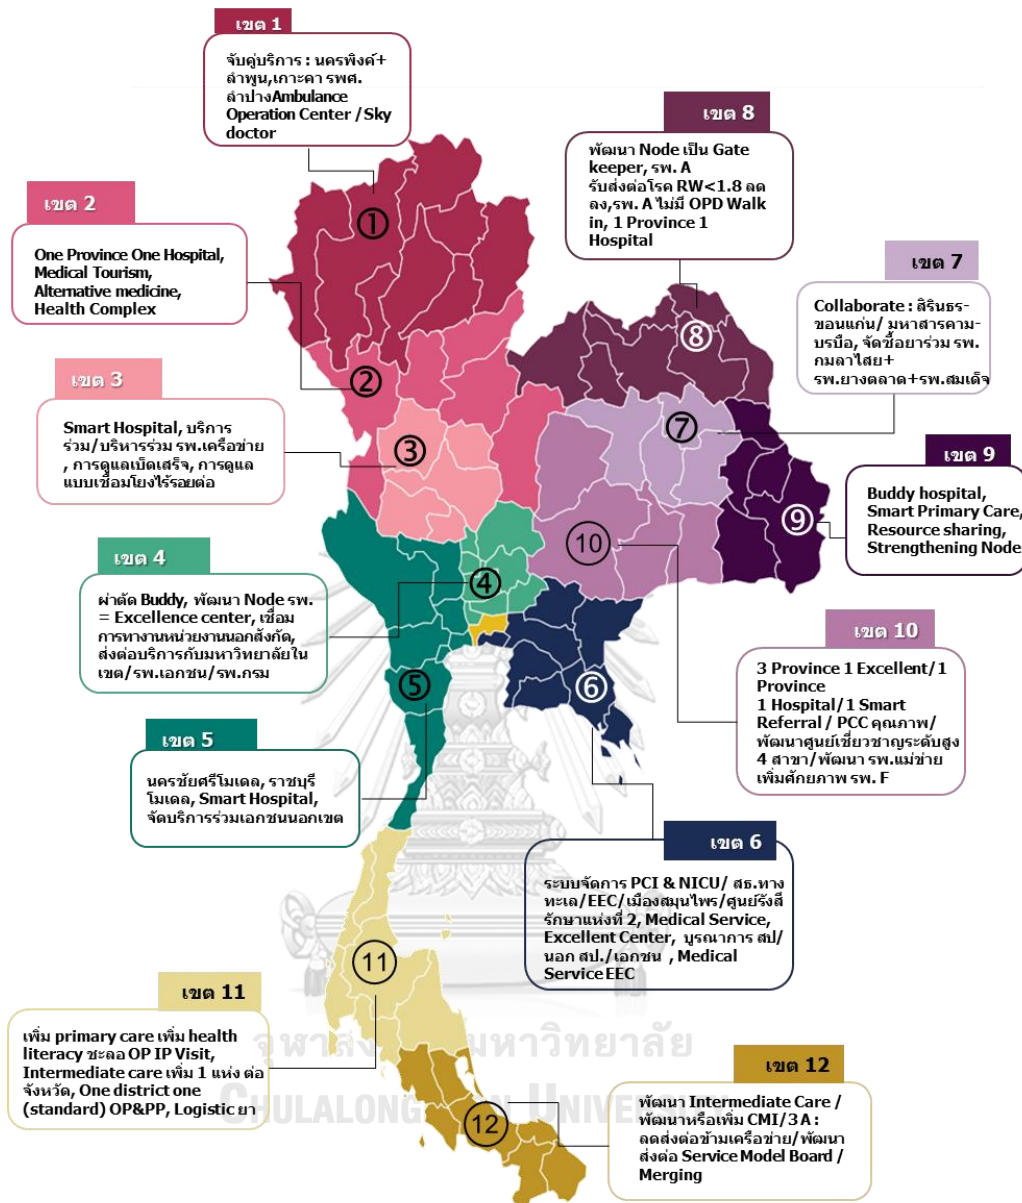 เขต 1
จับคู่บริการ : นครพิงค์+
ลำพูน,เกาะคา รพศ.
ลำปางAmbulance
Operation Center / Sky
doctor
เขต 8
พัฒนา Node เป็น Gate
keeper, รพ. A
รับส่งต่อโรค RW<1.8 ลด
ลง,รพ. A ไม่มี OPD Walk
in, 1 Province 1
Hospital
เขต 2
One Province One Hospital,
Medical Tourism,
Alternative medicine,
Health Complex
เขต 7
Collaborate : สิรินธร-
ขอนแก่น/ มหาสารคาม-
บรบือ, จัดซื้อยาร่วม รพ.
กมลาไสย+
รพ.ยางตลาด+รพ.สมเด็จ
เขต 3
Smart Hospital, บริการ
ร่วม/บริหารร่วม รพ.เครือข่าย
, การดูแลเบ็ดเสร็จ, การดูแล
แบบเชื่อมโยงไร้รอยต่อ
เขต 9
Buddy hospital,
Smart Primary Care,
Resource sharing,
Strengthening Node
เขต 4
ผ่าตัด Buddy, พัฒนา Node รพ.
= Excellence center, เชื่อม
การทางานหน่วยงานนอกสังกัด,
ส่งต่อบริการกับมหาวิทยาลัยใน
เขต/รพ.เอกชน/รพ.กรม
เขต 10
3 Province 1 Excellent/1
Province
1 Hospital/1 Smart
Referral / PCC คุณภาพ/
พัฒนาศูนย์เชี่ยวชาญระดับสูง
4 สาขา/พัฒนา รพ.แม่ข่าย
เพิ่มศักยภาพ รพ. F
เขต 5
นครชัยศรีโมเดล, ราชบุรี
โมเดล, Smart Hospital,
จัดบริการร่วมเอกชนนอกเขต
เขต 6
ระบบจัดการ PCI & NICU/ สธ.ทาง
ทะเล/EEC/เมืองสมุนไพร/ศูนย์รังสี
รักษาแห่งที่ 2, Medical Service,
Excellent Center, บูรณาการ สป/
นอก สป./เอกชน , Medical
Service EEC
เขต 11
เพิ่ม primary care เพิ่ม health
literacy ชะลอ OP IP Visit,
Intermediate care เพิ่ม 1 แห่ง ต่อ
จังหวัด, One district one
(standard) OP&PP, Logistic ยา
เขต 12
พัฒนา Intermediate Care /
พัฒนาหรือเพิ่ม CMI/3A :
ลดส่งต่อข้ามเครือข่าย/พัฒนา
ส่งต่อ Service Model Board /
Merging
1
2
3
4
5
6
7
8
9
10
11
12
มหาวิทยาลัย